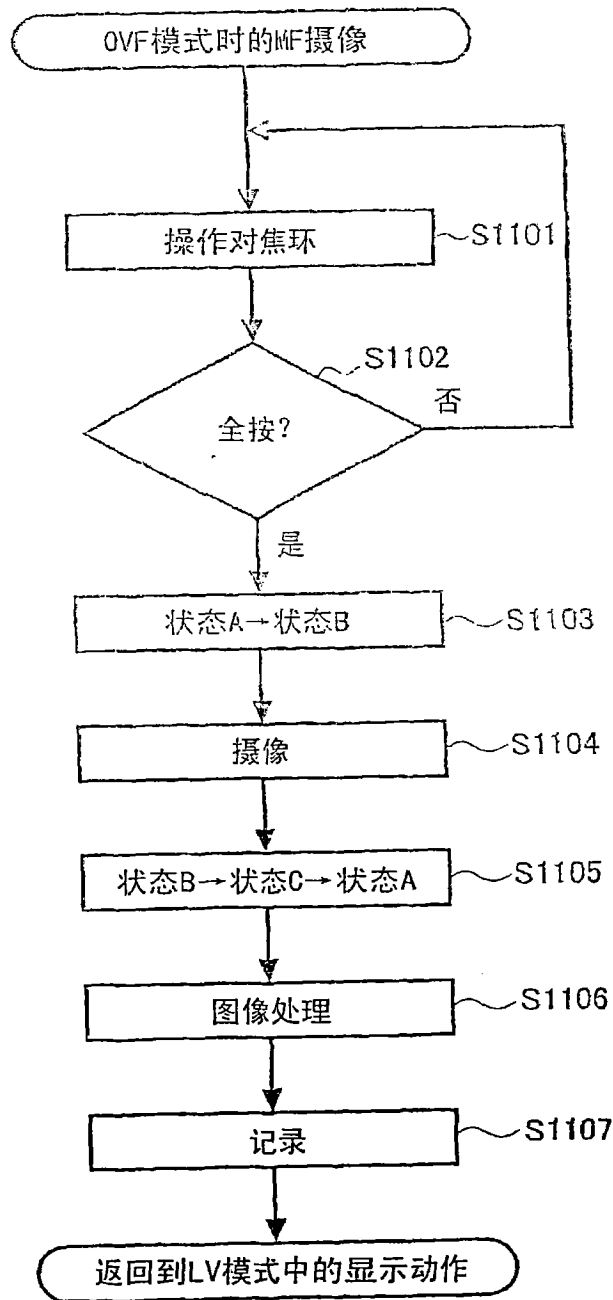 OVF模式时的MF摄像
操作对焦环
S1101
S1102
全按?
否
是
状态A→状态B
S1103
摄像
S1104
状态B→状态C→状态A
S1105
图像处理
S1106
记录
S1107
返回到LV模式中的显示动作